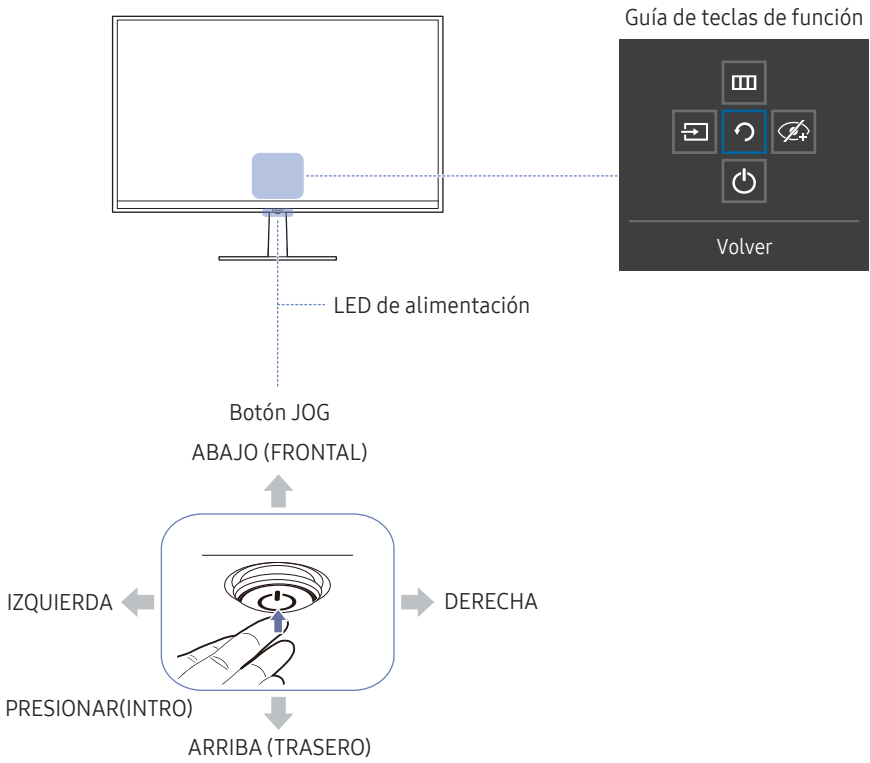 Guía de teclas de función
Volver
LED de alimentación
Botón JOG
ABAJO (FRONTAL)
IZQUIERDA
DERECHA
PRESIONAR(INTRO)
ARRIBA (TRASERO)